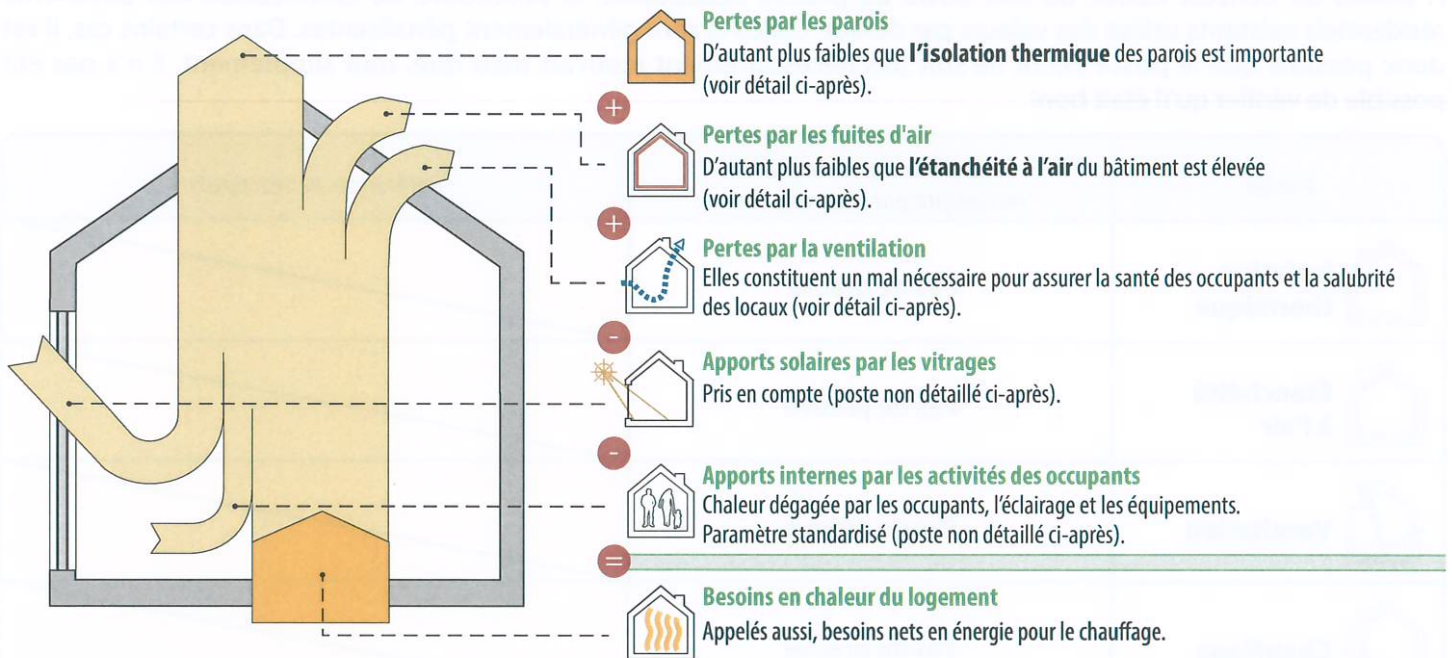 Pertes par les parois
D'autant plus faibles que l'isolation thermique des parois est importante
(voir détail ci-après).
+
Pertes par les fuites d'air
D'autant plus faibles que l'étanchéité à l'air du bâtiment est élevée
(voir détail ci-après).
+
Pertes par la ventilation
Elles constituent un mal nécessaire pour assurer la santé des occupants et la salubrité
des locaux (voir détail ci-après).
-
Apports solaires par les vitrages
Pris en compte (poste non détaillé ci-après).
-
Apports internes par les activités des occupants
Chaleur dégagée par les occupants, l'éclairage et les équipements.
Paramètre standardisé (poste non détaillé ci-après).
=
Besoins en chaleur du logement
Appelés aussi, besoins nets en énergie pour le chauffage.